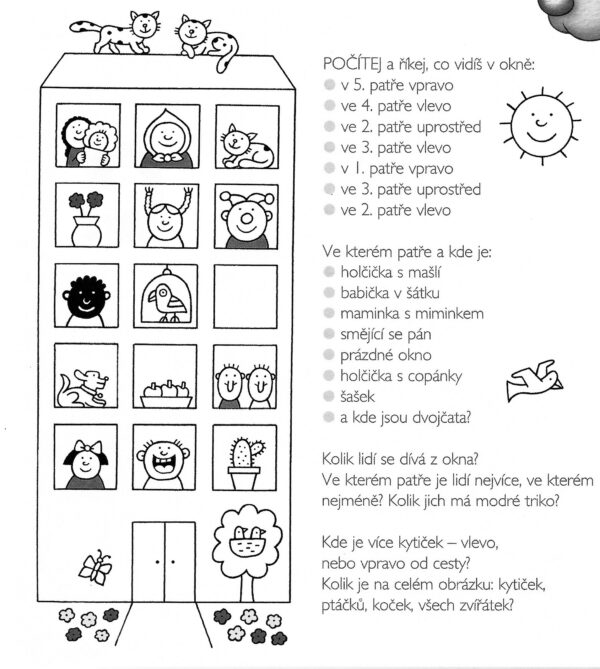 POČÍTEJ a říkej, co vidíš v okně:
v 5. patře vpravo
ve 4. patře vlevo
ve 2. patře uprostřed
ve 3. patře vlevo
v 1. patře vpravo
ve 3. patře uprostřed
ve 2. patře vlevo
Ve kterém patře a kde je:
holčička s mašlí
babička v šátku
maminka s miminkem
smějící se pán
prázdné okno
holčička s copánky
šašek
a kde jsou dvojčata?
Kolik lidí se dívá z okna?
Ve kterém patře je lidí nejvíce, ve kterém
nejméně? Kolik jich má modré triko?
Kde je více kytiček – vlevo,
nebo vpravo od cesty?
Kolik je na celém obrázku: kytiček,
ptáčků, koček, všech zvířátek?